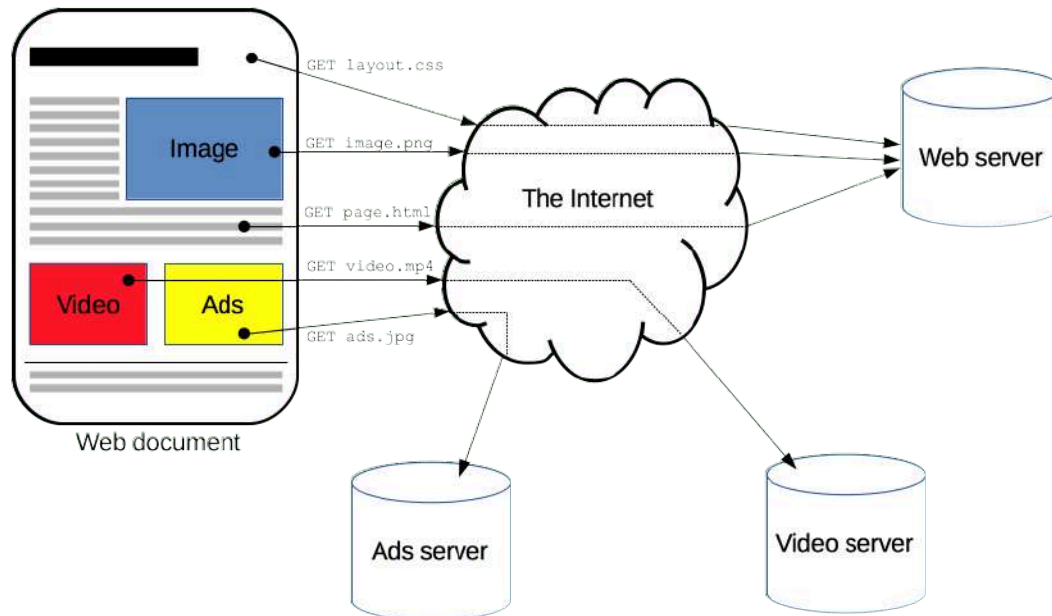 GET layout.css
Image
GET image.png
Web server
The Internet
GET page.html
GET video.mp4
Video
Ads
GET ads.jpg
Web document
Ads server
Video server